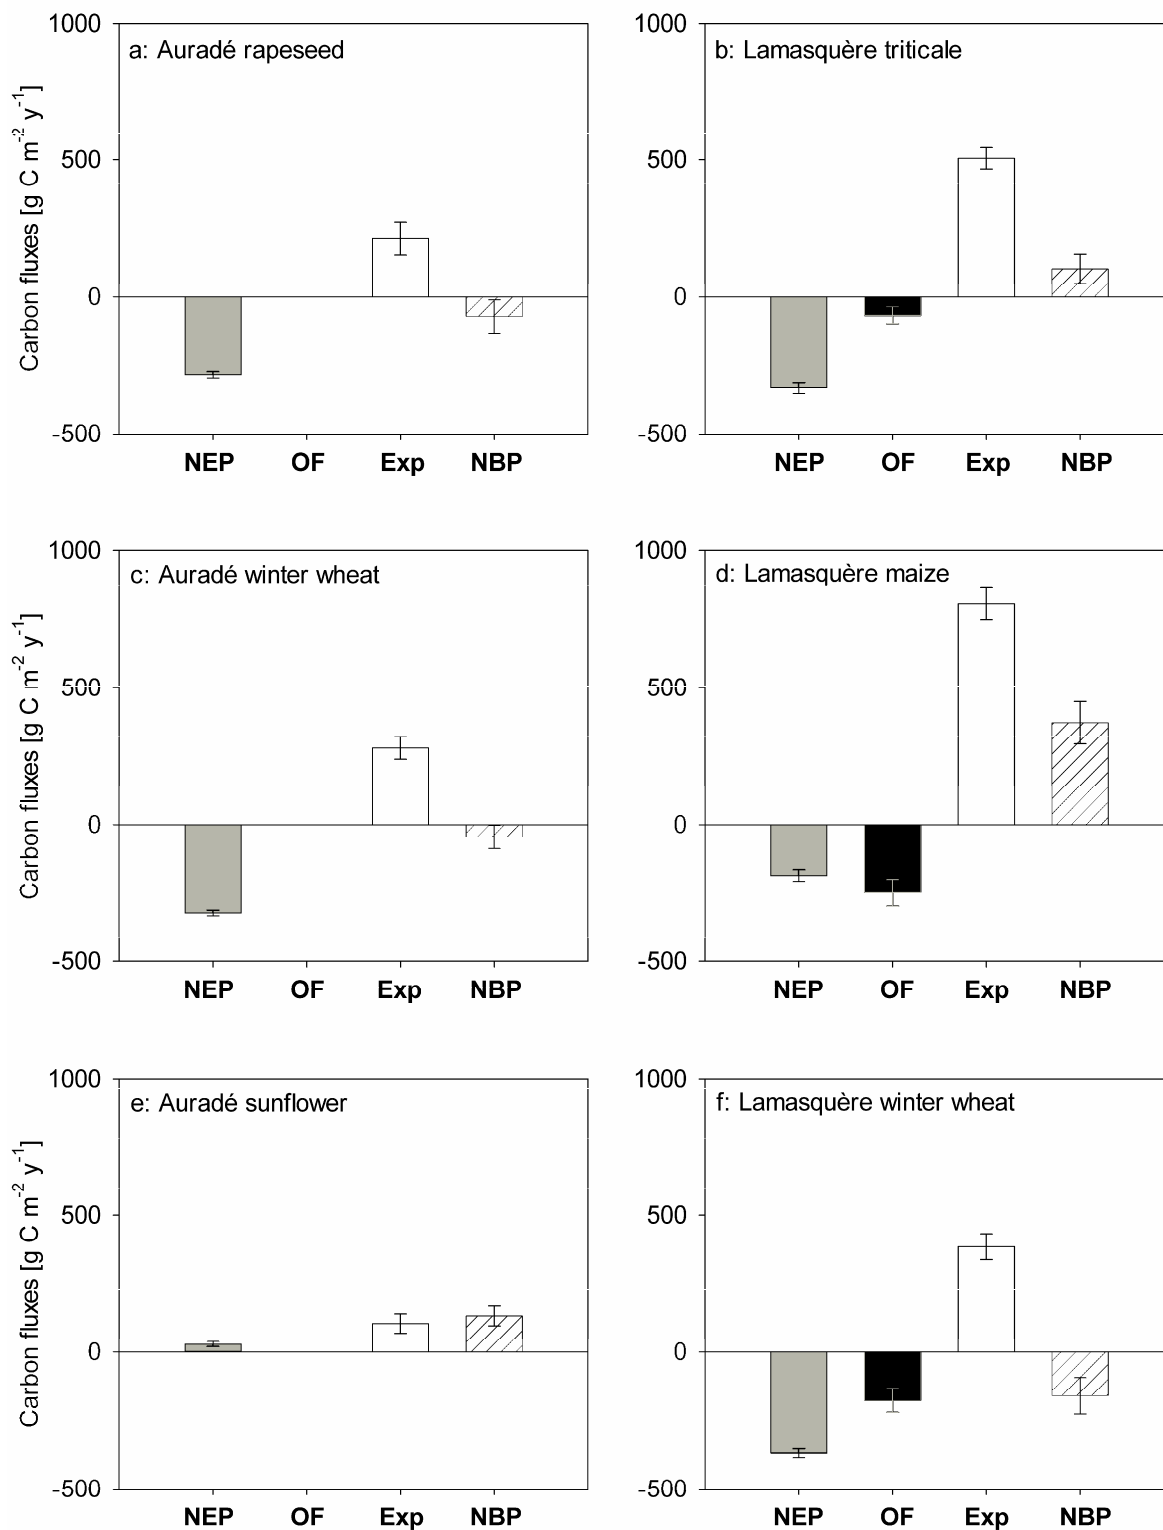 1000
a: Auradé rapeseed
500
0
-500
Carbon fluxes [g C m⁻² y⁻¹]
NEP OF Exp NBP
1000
b: Lamasquère triticale
500
0
-500
NEP OF Exp NBP
1000
c: Auradé winter wheat
500
0
-500
Carbon fluxes [g C m⁻² y⁻¹]
NEP OF Exp NBP
1000
d: Lamasquère maize
500
0
-500
NEP OF Exp NBP
1000
e: Auradé sunflower
500
0
-500
Carbon fluxes [g C m⁻² y⁻¹]
NEP OF Exp NBP
1000
f: Lamasquère winter wheat
500
0
-500
NEP OF Exp NBP